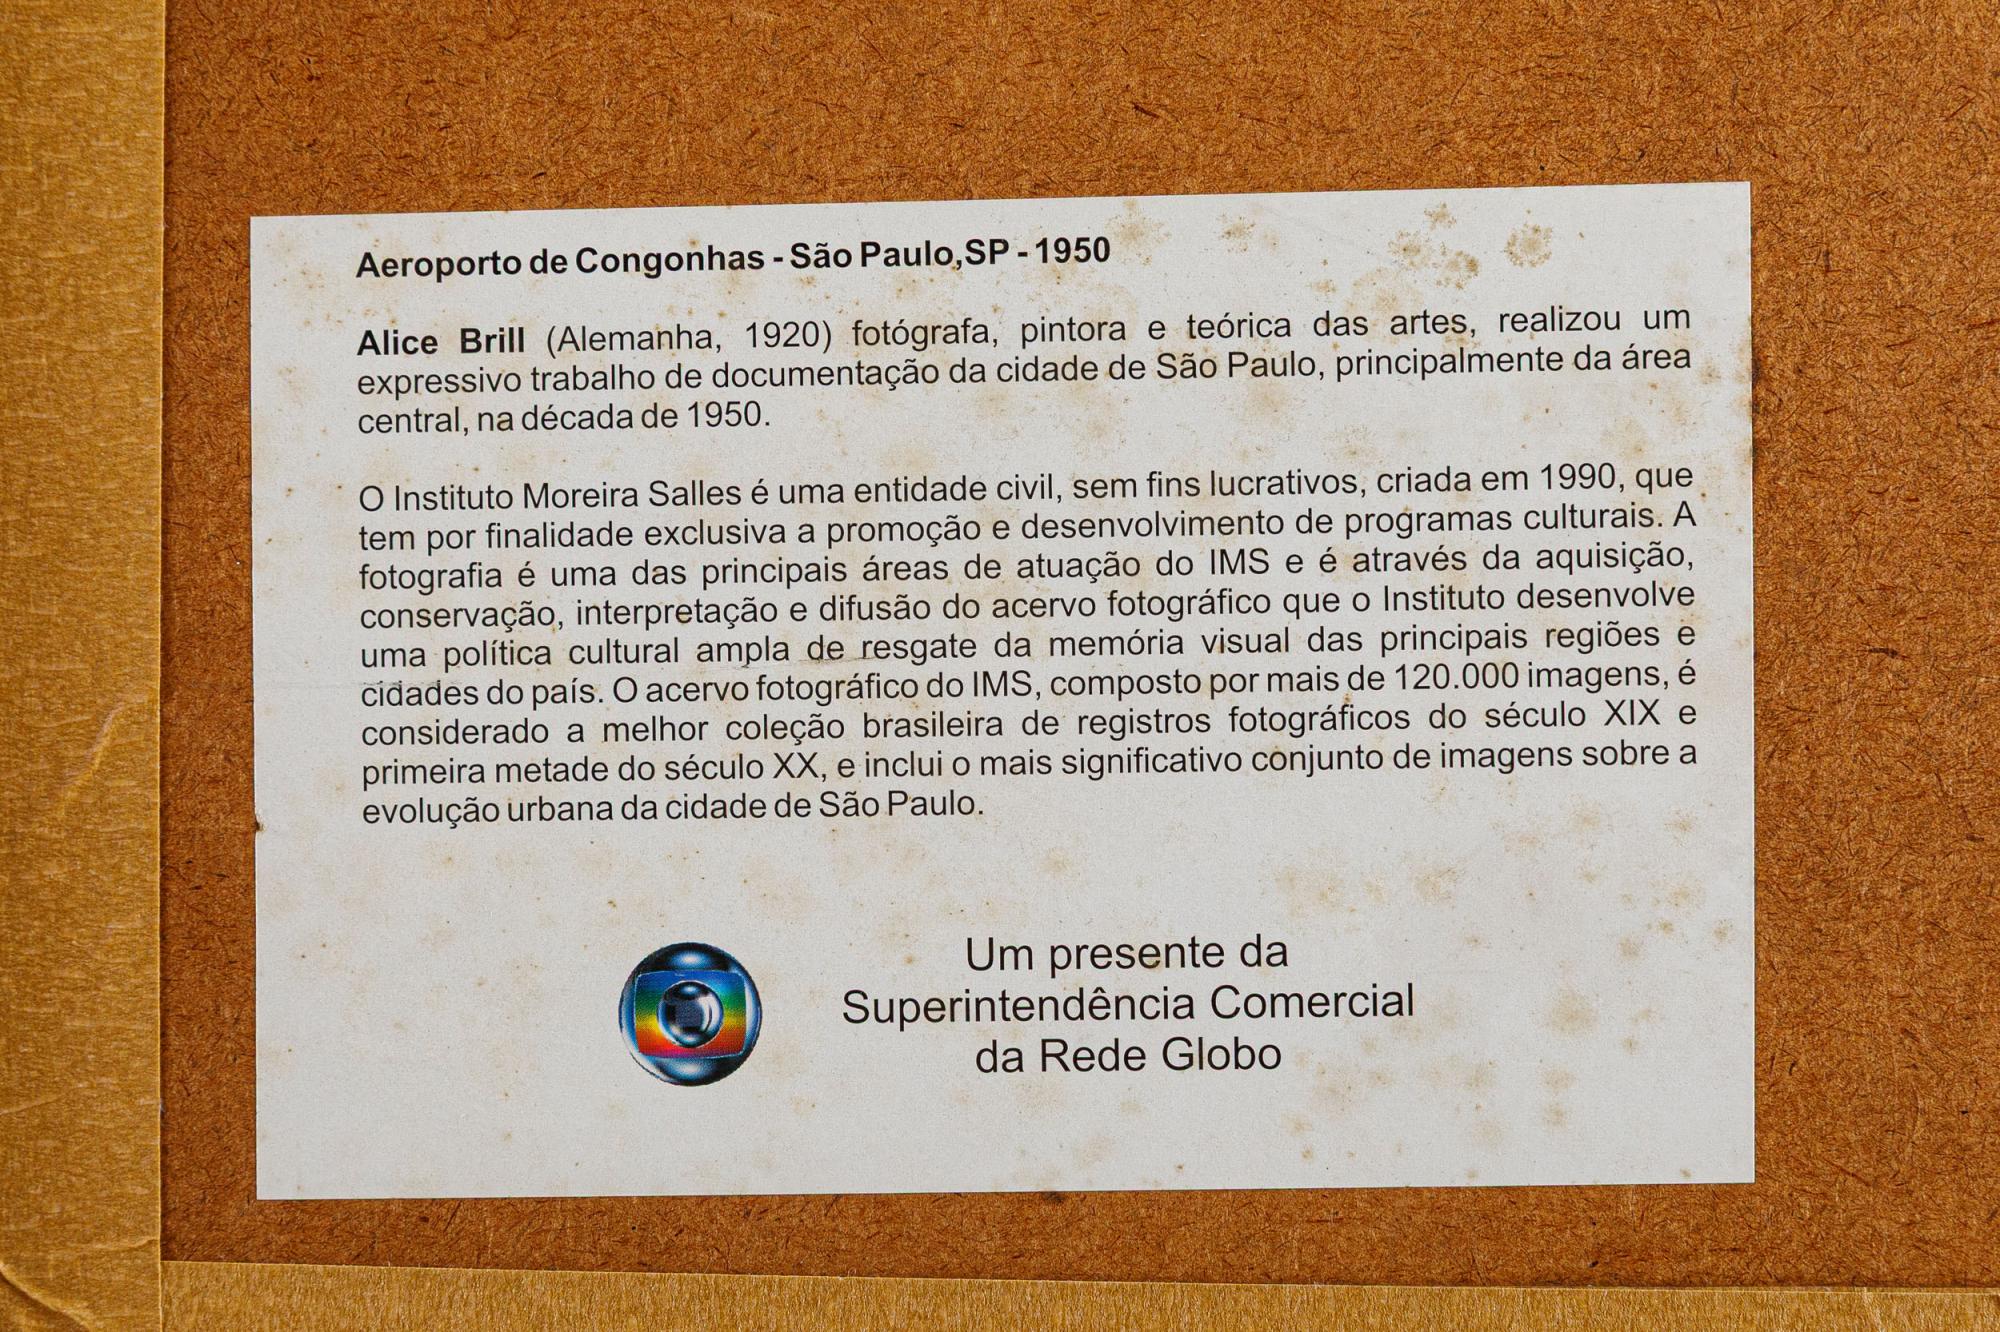 Aeroporto de Congonhas - São Paulo,SP - 1950
Alice Brill (Alemanha, 1920) fotógrafa, pintora e teórica das artes, realizou um
expressivo trabalho de documentação da cidade de São Paulo, principalmente da área
central, na década de 1950.
O Instituto Moreira Salles é uma entidade civil, sem fins lucrativos, criada em 1990, que
tem por finalidade exclusiva a promoção e desenvolvimento de programas culturais. A
fotografia é uma das principais áreas de atuação do IMS e é através da aquisição,
conservação, interpretação e difusão do acervo fotográfico que o Instituto desenvolve
uma política cultural ampla de resgate da memória visual das principais regiões e
cidades do país. O acervo fotográfico do IMS, composto por mais de 120.000 imagens, é
considerado a melhor coleção brasileira de registros fotográficos do século XIX e
primeira metade do século XX, e inclui o mais significativo conjunto de imagens sobre a
evolução urbana da cidade de São Paulo.
Um presente da
Superintendência Comercial
da Rede Globo